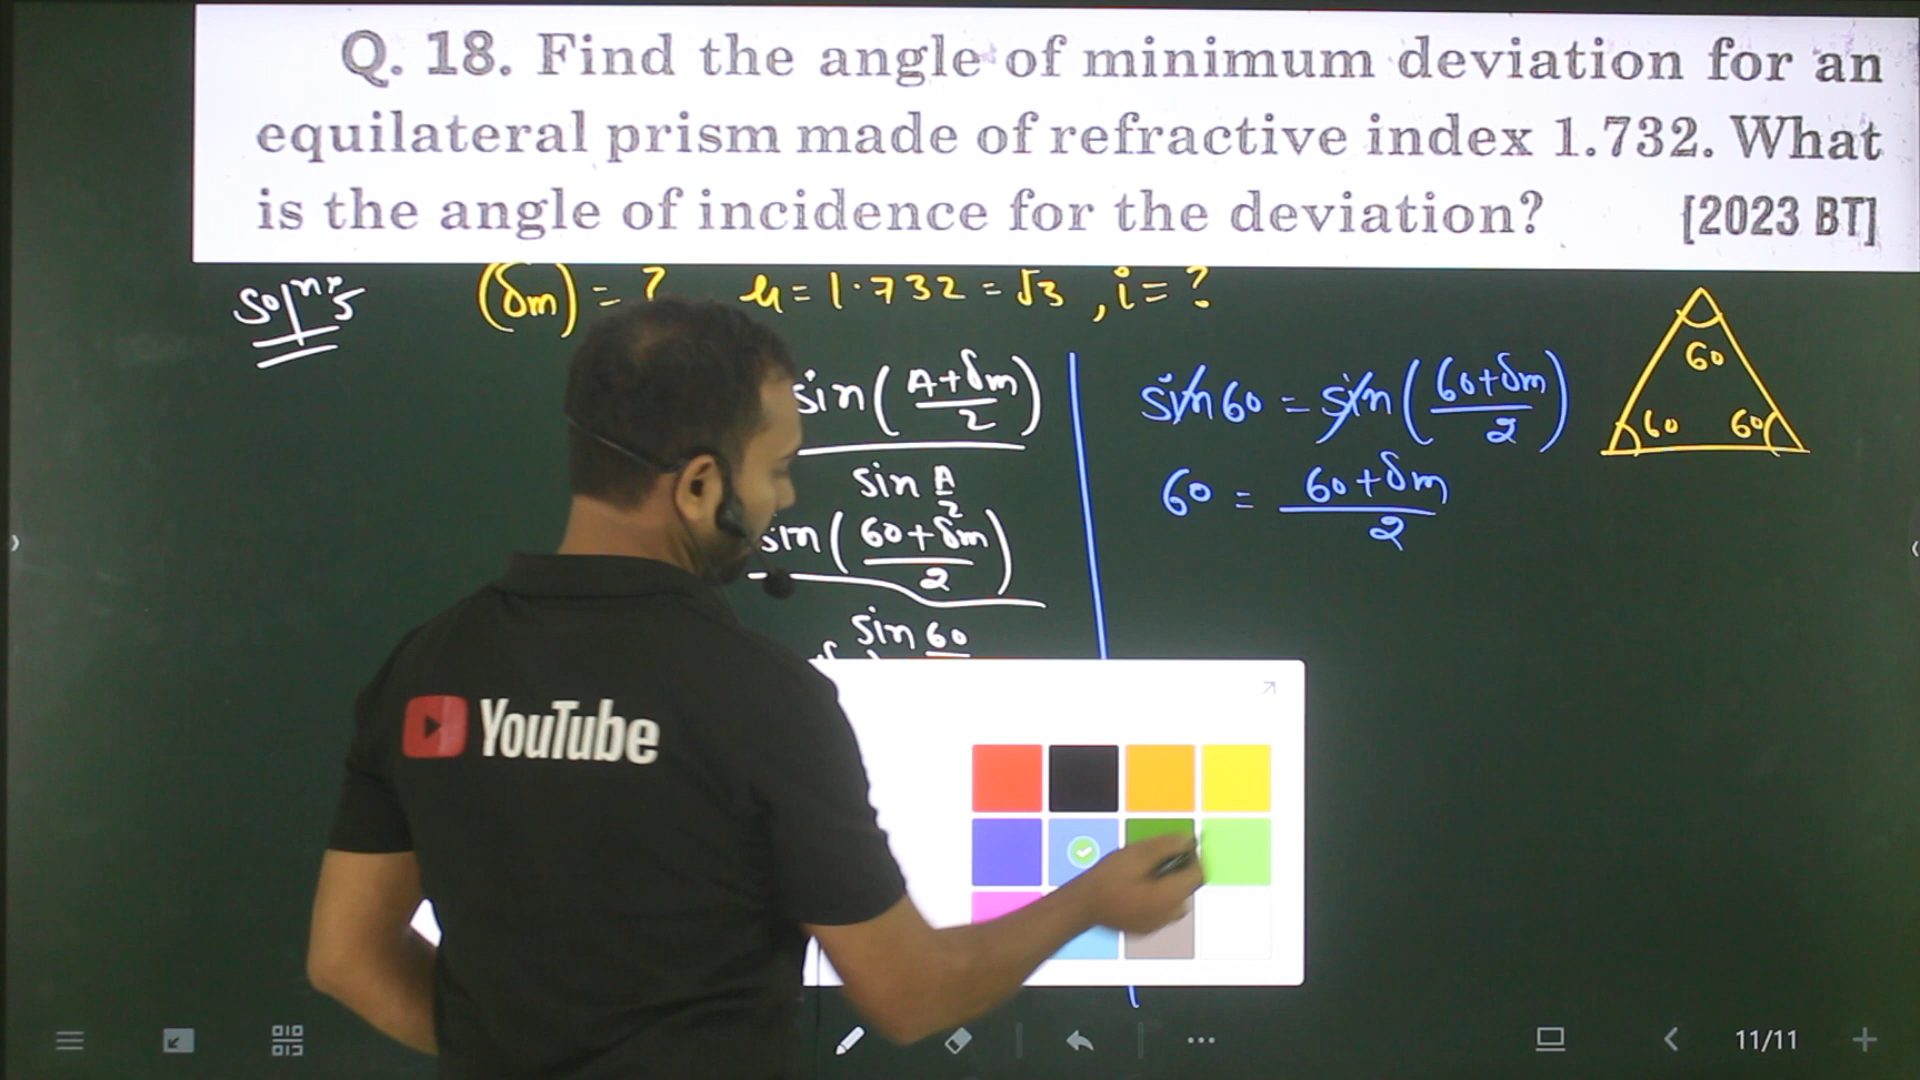 Q. 18. Find the angle of minimum deviation for an
equilateral prism made of refractive index 1.732. What
is the angle of incidence for the deviation? [2023 BT]
Solnsː
(δm) = ? μ = 1.732 = √3 , i = ?
sin(A+δm/2)
sin A/2
sin(60+δm/2)
sin 60
sin 60 = sin(60+δm/2)
60 = 60+δm/2
60
60 60
YouTube
11/11